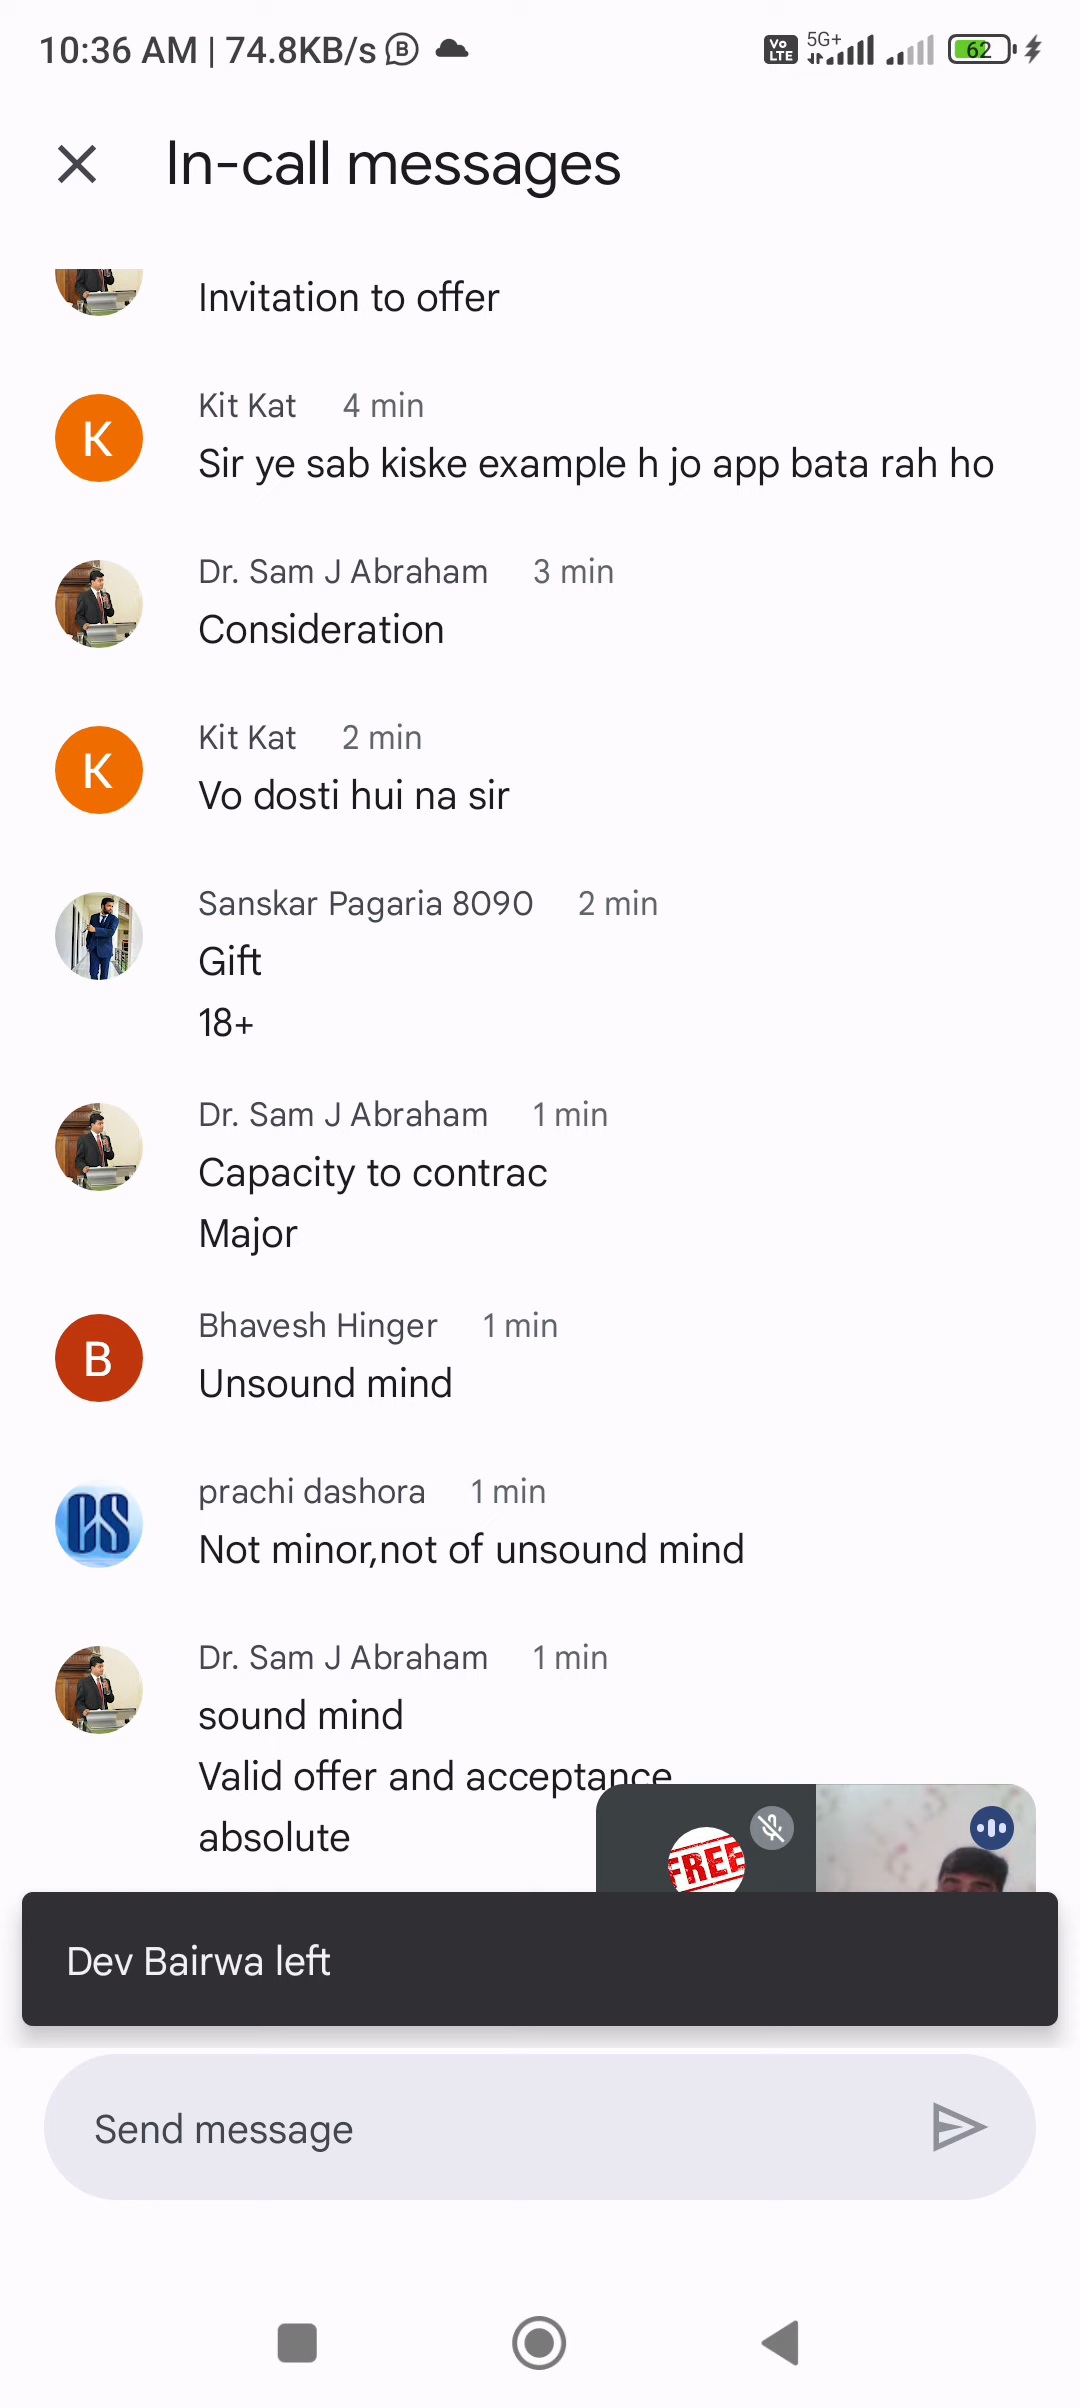 10:36 AM | 74.8KB/s B
Vo LTE 5G+ 62
In-call messages
Invitation to offer
Kit Kat 4 min
K
Sir ye sab kiske example h jo app bata rah ho
Dr. Sam J Abraham 3 min
Consideration
Kit Kat 2 min
K
Vo dosti hui na sir
Sanskar Pagaria 8090 2 min
Gift
18+
Dr. Sam J Abraham 1 min
Capacity to contrac
Major
Bhavesh Hinger 1 min
B
Unsound mind
prachi dashora 1 min
CS
Not minor,not of unsound mind
Dr. Sam J Abraham 1 min
sound mind
Valid offer and acceptance
absolute
FREE
Dev Bairwa left
Send message